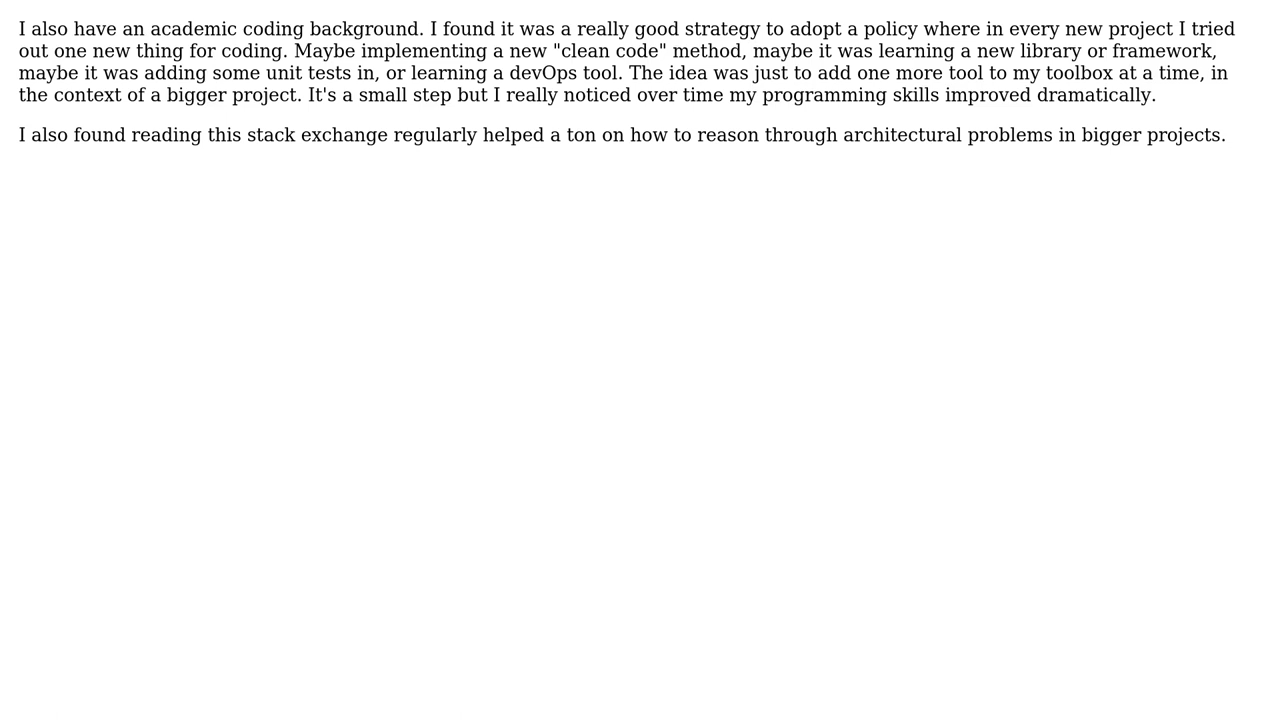 I also have an academic coding background. I found it was a really good strategy to adopt a policy where in every new project I tried
out one new thing for coding. Maybe implementing a new "clean code" method, maybe it was learning a new library or framework,
maybe it was adding some unit tests in, or learning a devOps tool. The idea was just to add one more tool to my toolbox at a time, in
the context of a bigger project. It's a small step but I really noticed over time my programming skills improved dramatically.
I also found reading this stack exchange regularly helped a ton on how to reason through architectural problems in bigger projects.